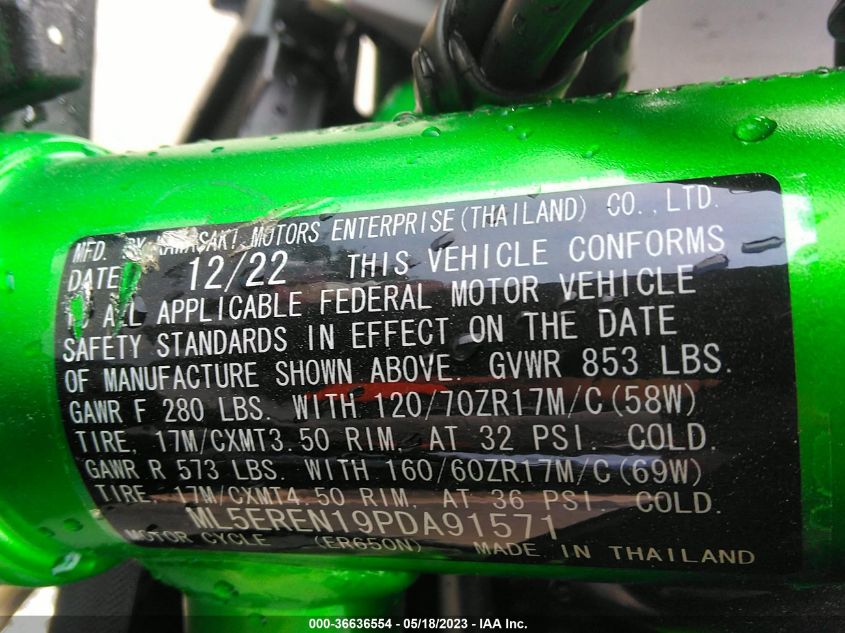 MFD. BY KAWASAKI MOTORS ENTERPRISE(THAILAND) CO.,LTD.
DATE 12/22 THIS VEHICLE CONFORMS
TO ALL APPLICABLE FEDERAL MOTOR VEHICLE
SAFETY STANDARDS IN EFFECT ON THE DATE
OF MANUFACTURE SHOWN ABOVE. GVWR 853 LBS.
GAWR F 280 LBS. WITH 120/70ZR17M/C(58W)
TIRE, 17M/CXMT3.50 RIM, AT 32 PSI. COLD.
GAWR R 573 LBS. WITH 160/60ZR17M/C(69W)
TIRE, 17M/CXMT4.50 RIM, AT 36 PSI. COLD.
ML5EREN19PDA91571
MOTOR CYCLE (ER650N) MADE IN THAILAND
000-36636554 - 05/18/2023 - IAA Inc.